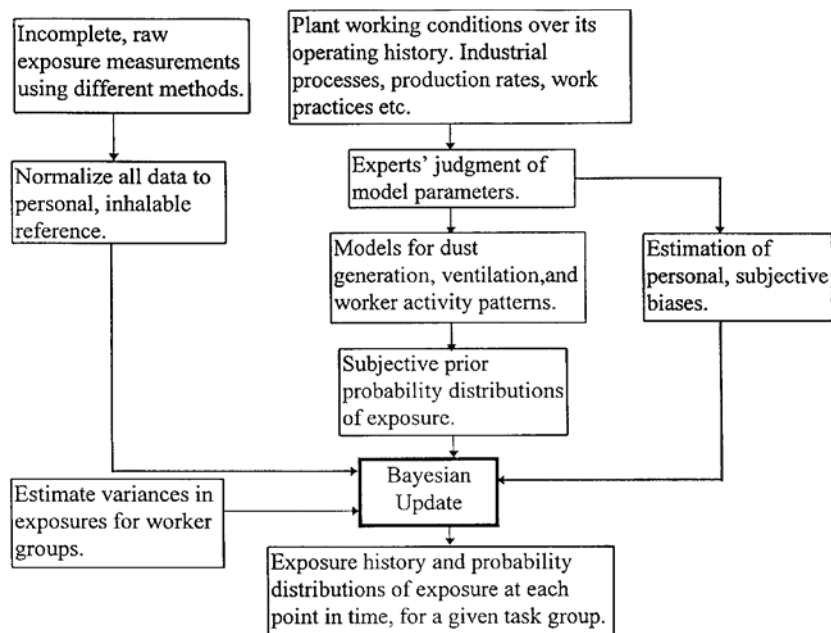 Incomplete, raw
exposure measurements
using different methods.
Plant working conditions over its
operating history. Industrial
processes, production rates, work
practices etc.
Normalize all data to
personal, inhalable
reference.
Experts' judgment of
model parameters.
Models for dust
generation, ventilation,and
worker activity patterns.
Estimation of
personal, subjective
biases.
Subjective prior
probability distributions
of exposure.
Bayesian
Update
Estimate variances in
exposures for worker
groups.
Exposure history and probability
distributions of exposure at each
point in time, for a given task group.